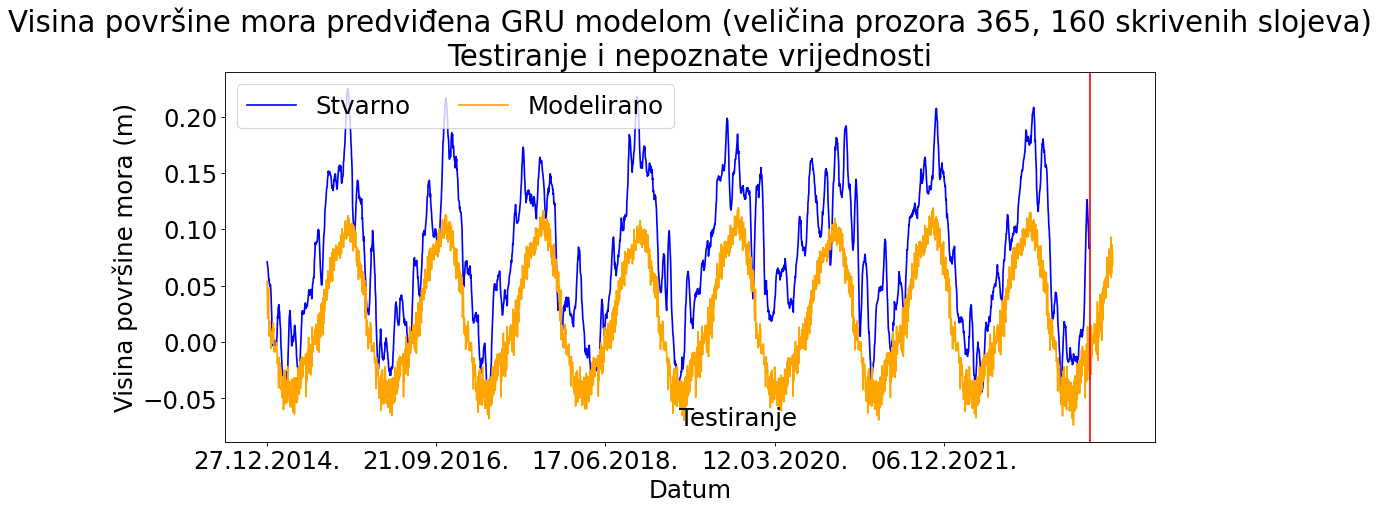 Visina površine mora predviđena GRU modelom (veličina prozora 365, 160 skrivenih slojeva)
Testiranje i nepoznate vrijednosti
Stvarno
Modelirano
Visina površine mora (m)
0.20
0.15
0.10
0.05
0.00
−0.05
Testiranje
27.12.2014.
21.09.2016.
17.06.2018.
12.03.2020.
06.12.2021.
Datum